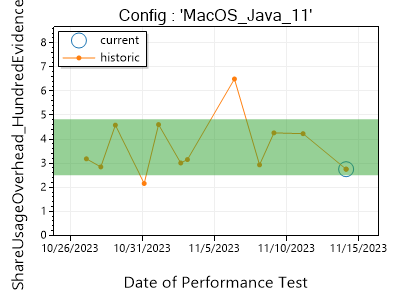 Config : 'MacOS_Java_11'
current
historic
ShareUsageOverhead_HundredEvidence
8
7
6
5
4
3
2
1
0
10/26/2023
10/31/2023
11/5/2023
11/10/2023
11/15/2023
Date of Performance Test